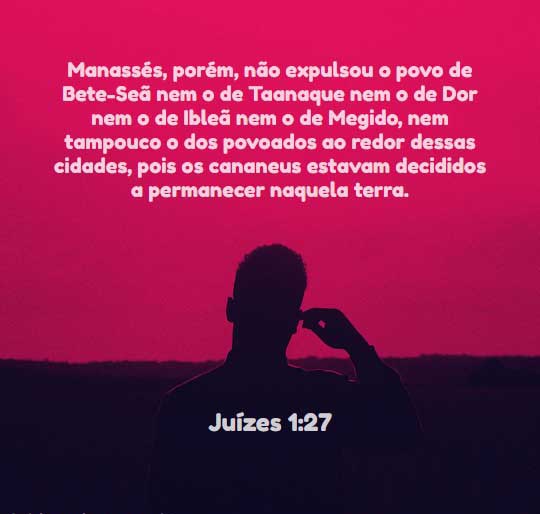 Manassés, porém, não expulsou o povo de
Bete-Seã nem o de Taanaque nem o de Dor
nem o de Ibleã nem o de Megido, nem
tampouco o dos povoados ao redor dessas
cidades, pois os cananeus estavam decididos
a permanecer naquela terra.
Juízes 1:27